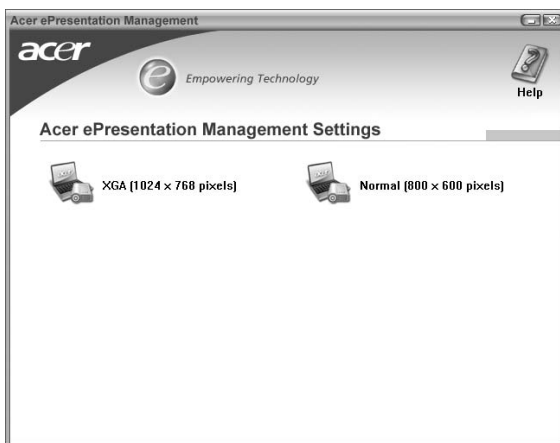 Acer ePresentation Management
acer
e Empowering Technology
? Help
Acer ePresentation Management Settings
XGA (1024 x 768 pixels)
Normal (800 x 600 pixels)